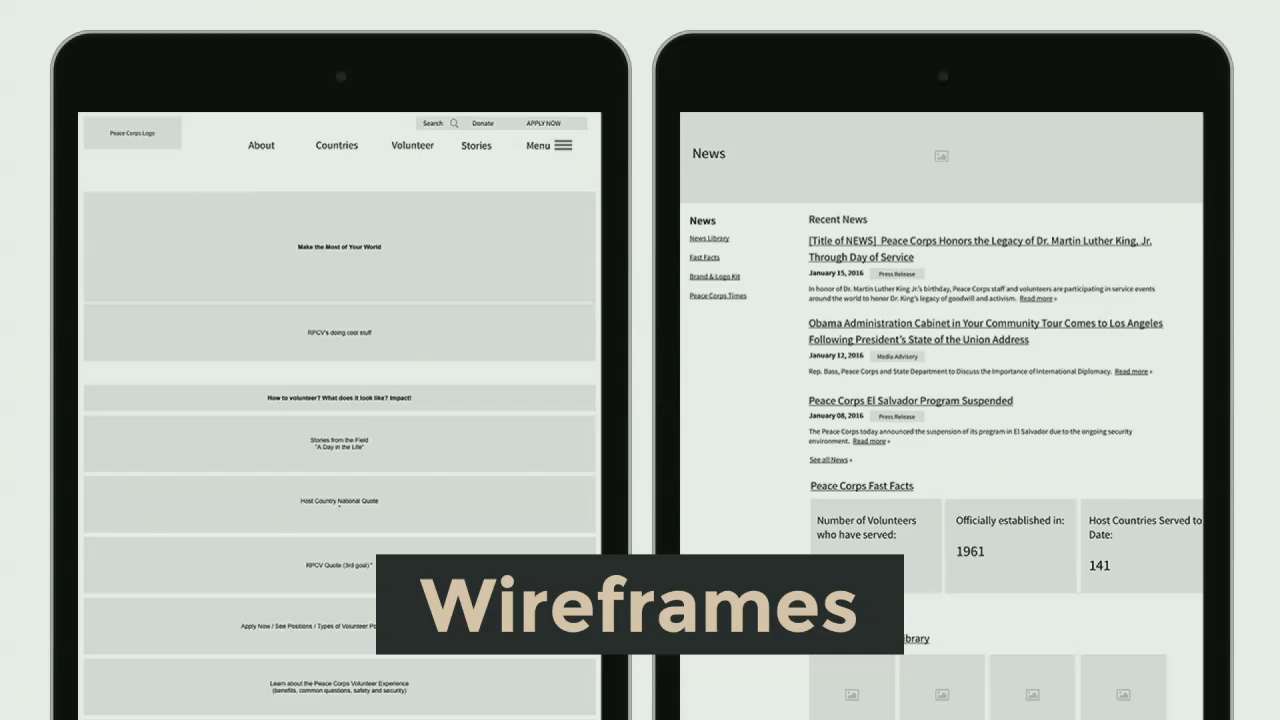 Peace Corps Logo
Search Donate APPLY NOW
About Countries Volunteer Stories Menu
Make the Most of Your World
RPCV's doing cool stuff
How to volunteer? What does it look like? Impact!
Stories from the Field
"A Day in the Life"
Host Country National Quote
RPCV Quote (3rd goal)
Apply Now / See Positions / Types of Volunteer
Learn about the Peace Corps Volunteer Experience
(benefits, common questions, safety and security)
News
News
News Library
Fast Facts
Brand & Logo Kit
Peace Corps Times
Recent News
[Title of NEWS] Peace Corps Honors the Legacy of Dr. Martin Luther King, Jr.
Through Day of Service
January 15, 2016 Press Release
In honor of Dr. Martin Luther King Jr.'s birthday, Peace Corps staff and volunteers are participating in service events
around the world to honor Dr. King's legacy of goodwill and activism. Read more »
Obama Administration Cabinet in Your Community Tour Comes to Los Angeles
Following President's State of the Union Address
January 12, 2016 Media Advisory
Rep. Bass, Peace Corps and State Department to Discuss the Importance of International Diplomacy. Read more »
Peace Corps El Salvador Program Suspended
January 08, 2016 Press Release
The Peace Corps today announced the suspension of its program in El Salvador due to the ongoing security
environment. Read more »
See all News »
Peace Corps Fast Facts
Number of Volunteers
who have served:
Officially established in:
1961
Host Countries Served to
Date:
141
Wireframes